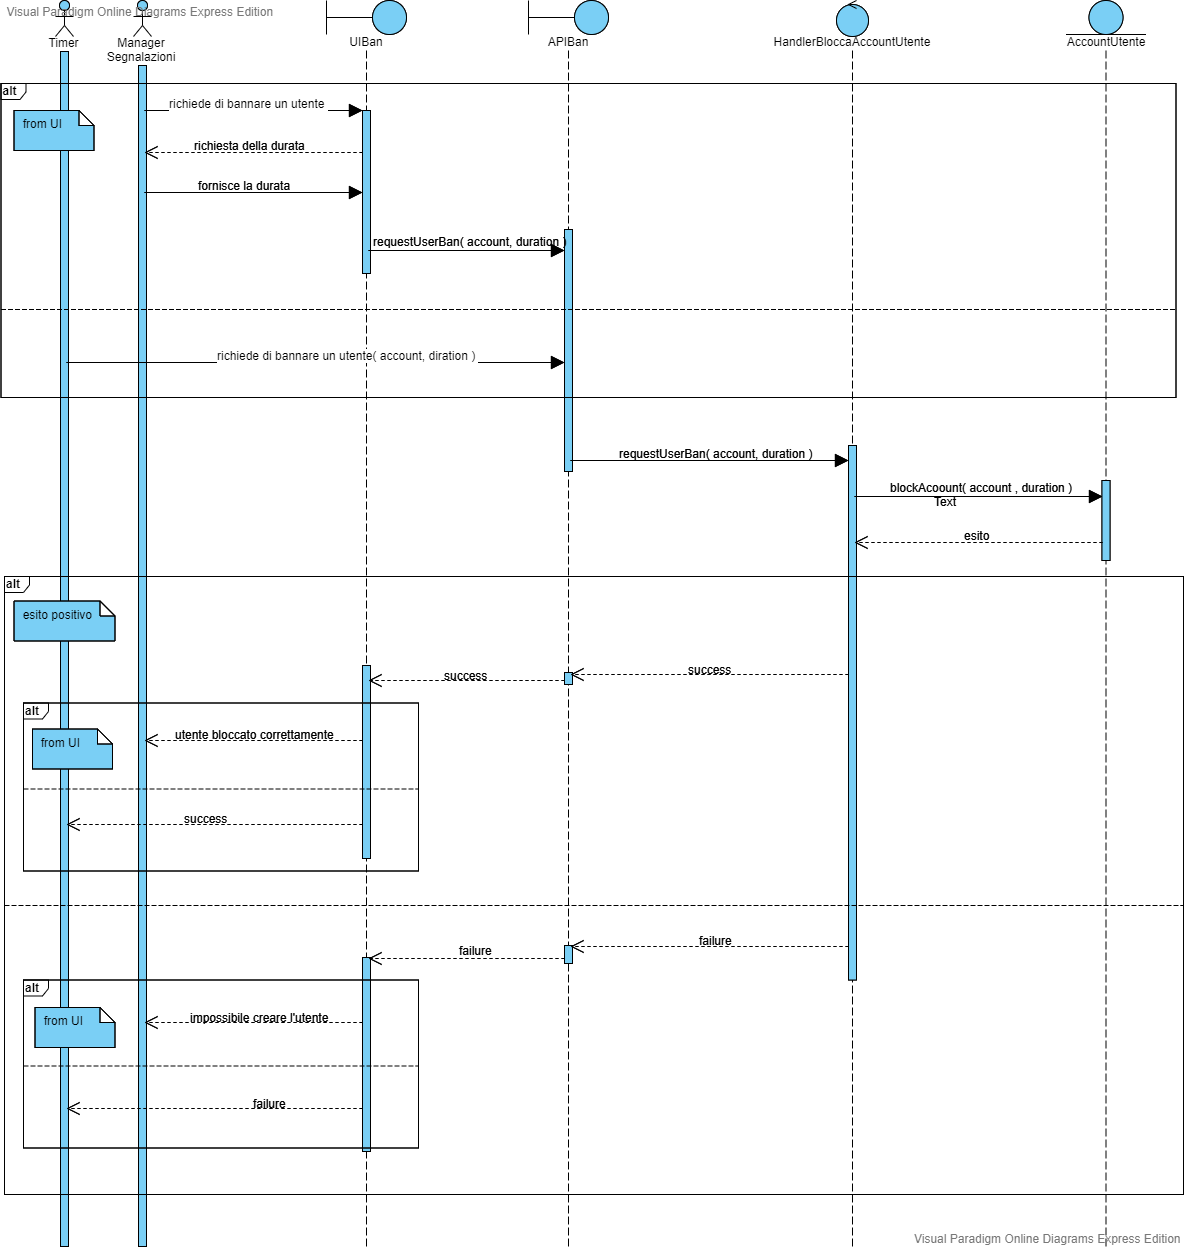 Visual Paradigm Online Diagrams Express Edition
Timer
Manager
Segnalazioni
UIBan
APIBan
HandlerBloccaAccountUtente
AccountUtente
alt
from UI
richiede di bannare un utente
richiesta della durata
fornisce la durata
requestUserBan( account, duration )
richiede di bannare un utente( account, diration )
requestUserBan( account, duration )
blockAcoount( account , duration )
Text
esito
alt
esito positivo
success
success
alt
from UI
utente bloccato correttamente
success
failure
failure
alt
from UI
impossibile creare l'utente
failure
Visual Paradigm Online Diagrams Express Edition